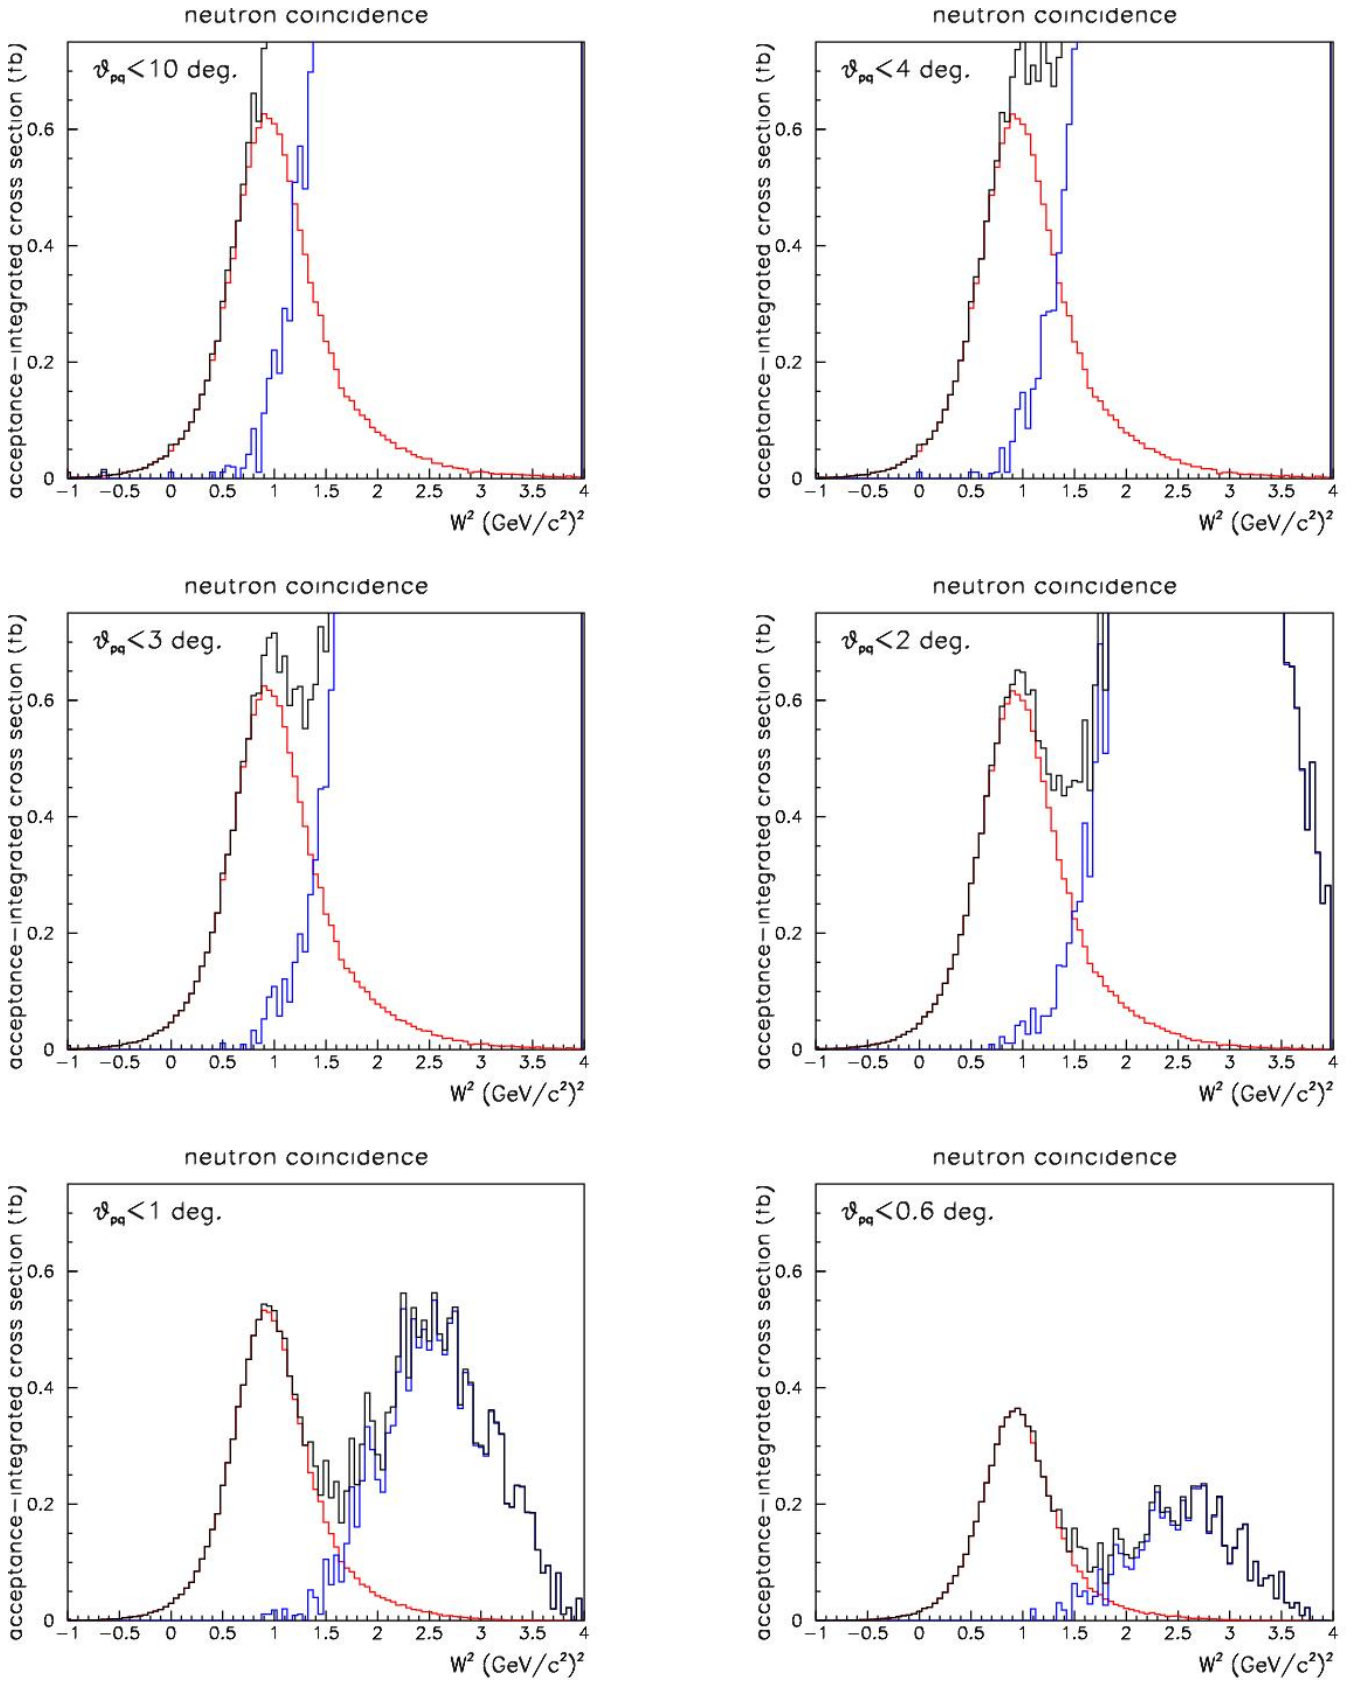 neutron coincidence
ϑpq<10 deg.
acceptance−integrated cross section (fb)
0.6
0.4
0.2
0
−1 −0.5 0 0.5 1 1.5 2 2.5 3 3.5 4
W² (GeV/c²)²
neutron coincidence
ϑpq<4 deg.
acceptance−integrated cross section (fb)
0.6
0.4
0.2
0
−1 −0.5 0 0.5 1 1.5 2 2.5 3 3.5 4
W² (GeV/c²)²
neutron coincidence
ϑpq<3 deg.
acceptance−integrated cross section (fb)
0.6
0.4
0.2
0
−1 −0.5 0 0.5 1 1.5 2 2.5 3 3.5 4
W² (GeV/c²)²
neutron coincidence
ϑpq<2 deg.
acceptance−integrated cross section (fb)
0.6
0.4
0.2
0
−1 −0.5 0 0.5 1 1.5 2 2.5 3 3.5 4
W² (GeV/c²)²
neutron coincidence
ϑpq<1 deg.
acceptance−integrated cross section (fb)
0.6
0.4
0.2
0
−1 −0.5 0 0.5 1 1.5 2 2.5 3 3.5 4
W² (GeV/c²)²
neutron coincidence
ϑpq<0.6 deg.
acceptance−integrated cross section (fb)
0.6
0.4
0.2
0
−1 −0.5 0 0.5 1 1.5 2 2.5 3 3.5 4
W² (GeV/c²)²